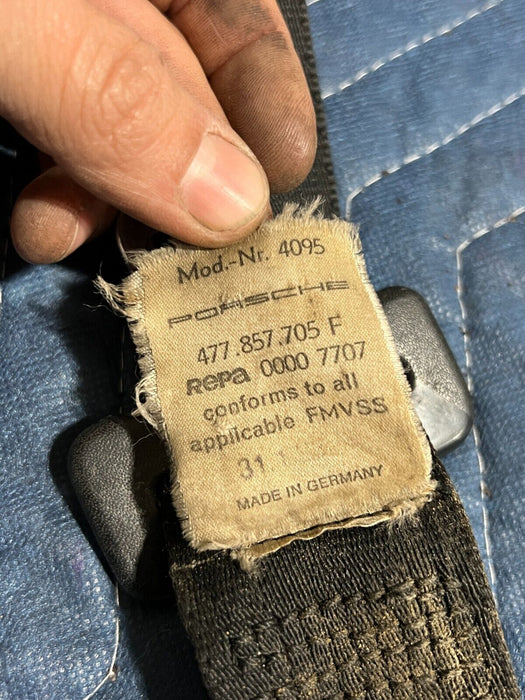 Mod.-Nr. 4095
PORSCHE
477.857.705 F
Repa 0000 7707
conforms to all
applicable FMVSS
31
MADE IN GERMANY